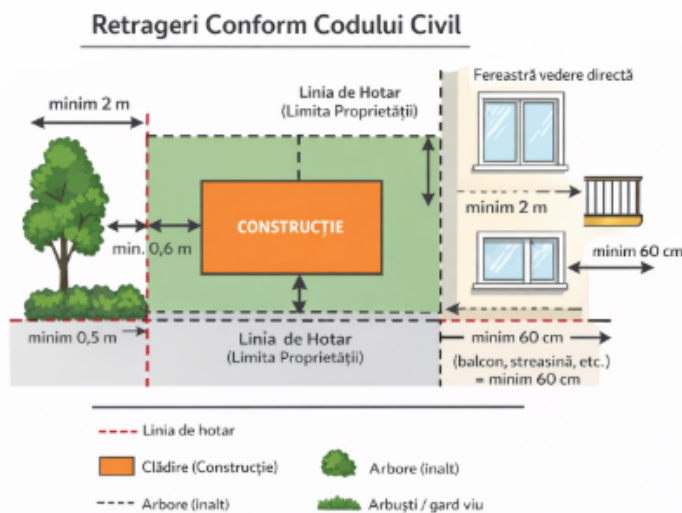 Retrageri Conform Codului Civil
minim 2 m
Linia de Hotar
(Limita Proprietății)
Fereastră vedere directă
CONSTRUCȚIE
min. 0,6 m
minim 2 m
minim 60 cm
minim 0,5 m
Linia de Hotar
(Limita Proprietății)
minim 60 cm
(balcon, streasină, etc.)
= minim 60 cm
Linia de hotar
Clădire (Construcție)
Arbore (inalt)
Arbore (inalt)
Arbuști / gard viu